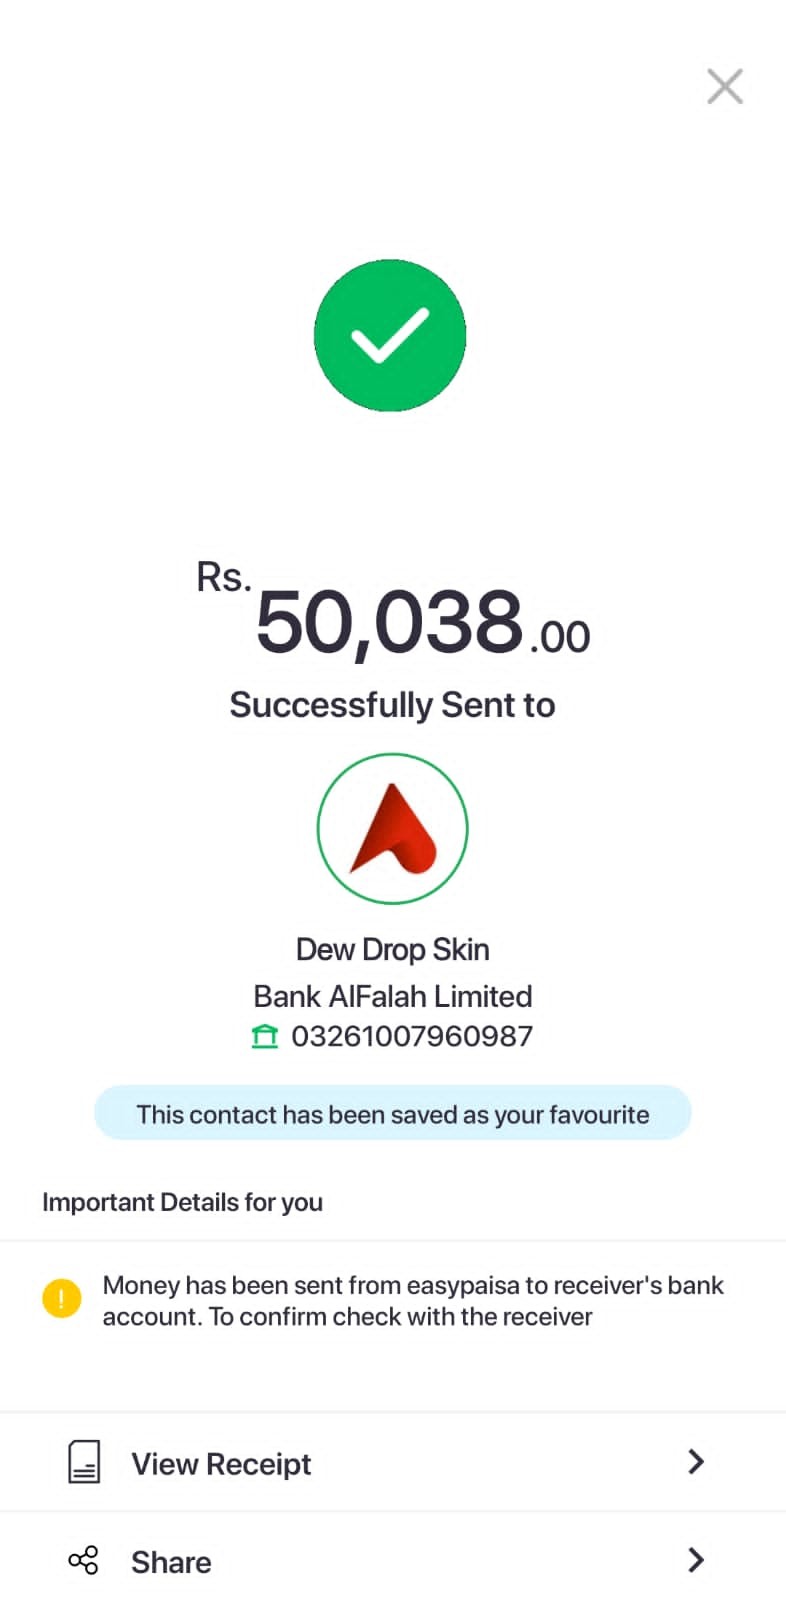 Rs. 50,038.00
Successfully Sent to
Dew Drop Skin
Bank AlFalah Limited
03261007960987
This contact has been saved as your favourite
Important Details for you
! Money has been sent from easypaisa to receiver's bank
account. To confirm check with the receiver
View Receipt
Share